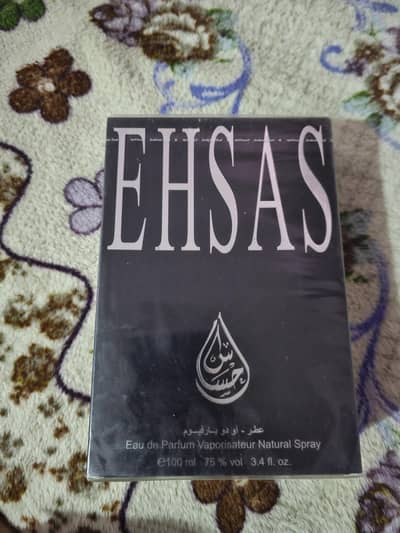 EHSAS
إحساس
عطر - أو دو بارفيوم
Eau de Parfum Vaporisateur Natural Spray
℮100 ml 75 % vol 3.4 fl. oz.